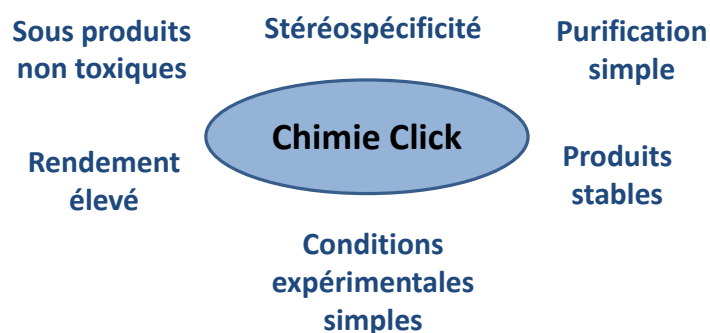 Sous produits
non toxiques
Stéréospécificité
Purification
simple
Chimie Click
Rendement
élevé
Produits
stables
Conditions
expérimentales
simples